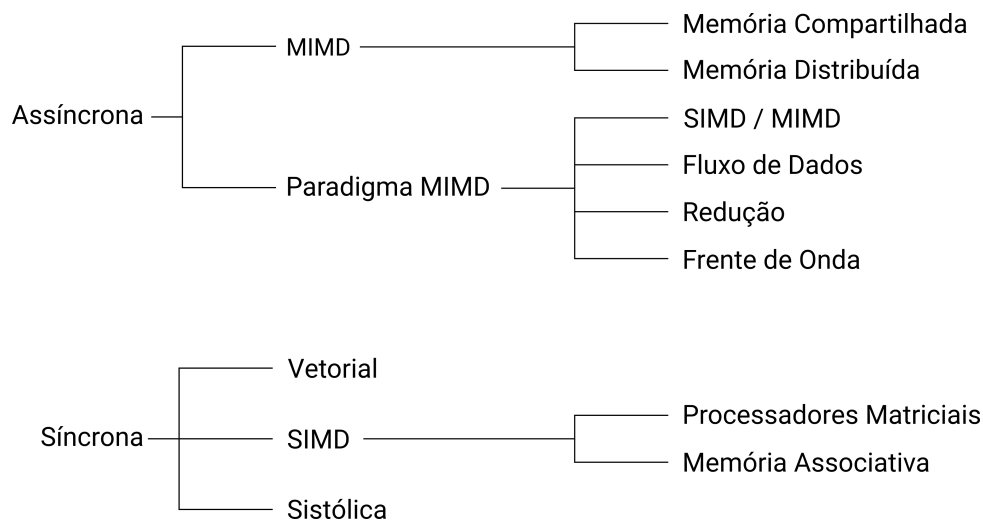 Assíncrona
MIMD
Memória Compartilhada
Memória Distribuída
Paradigma MIMD
SIMD / MIMD
Fluxo de Dados
Redução
Frente de Onda
Síncrona
Vetorial
SIMD
Processadores Matriciais
Memória Associativa
Sistólica